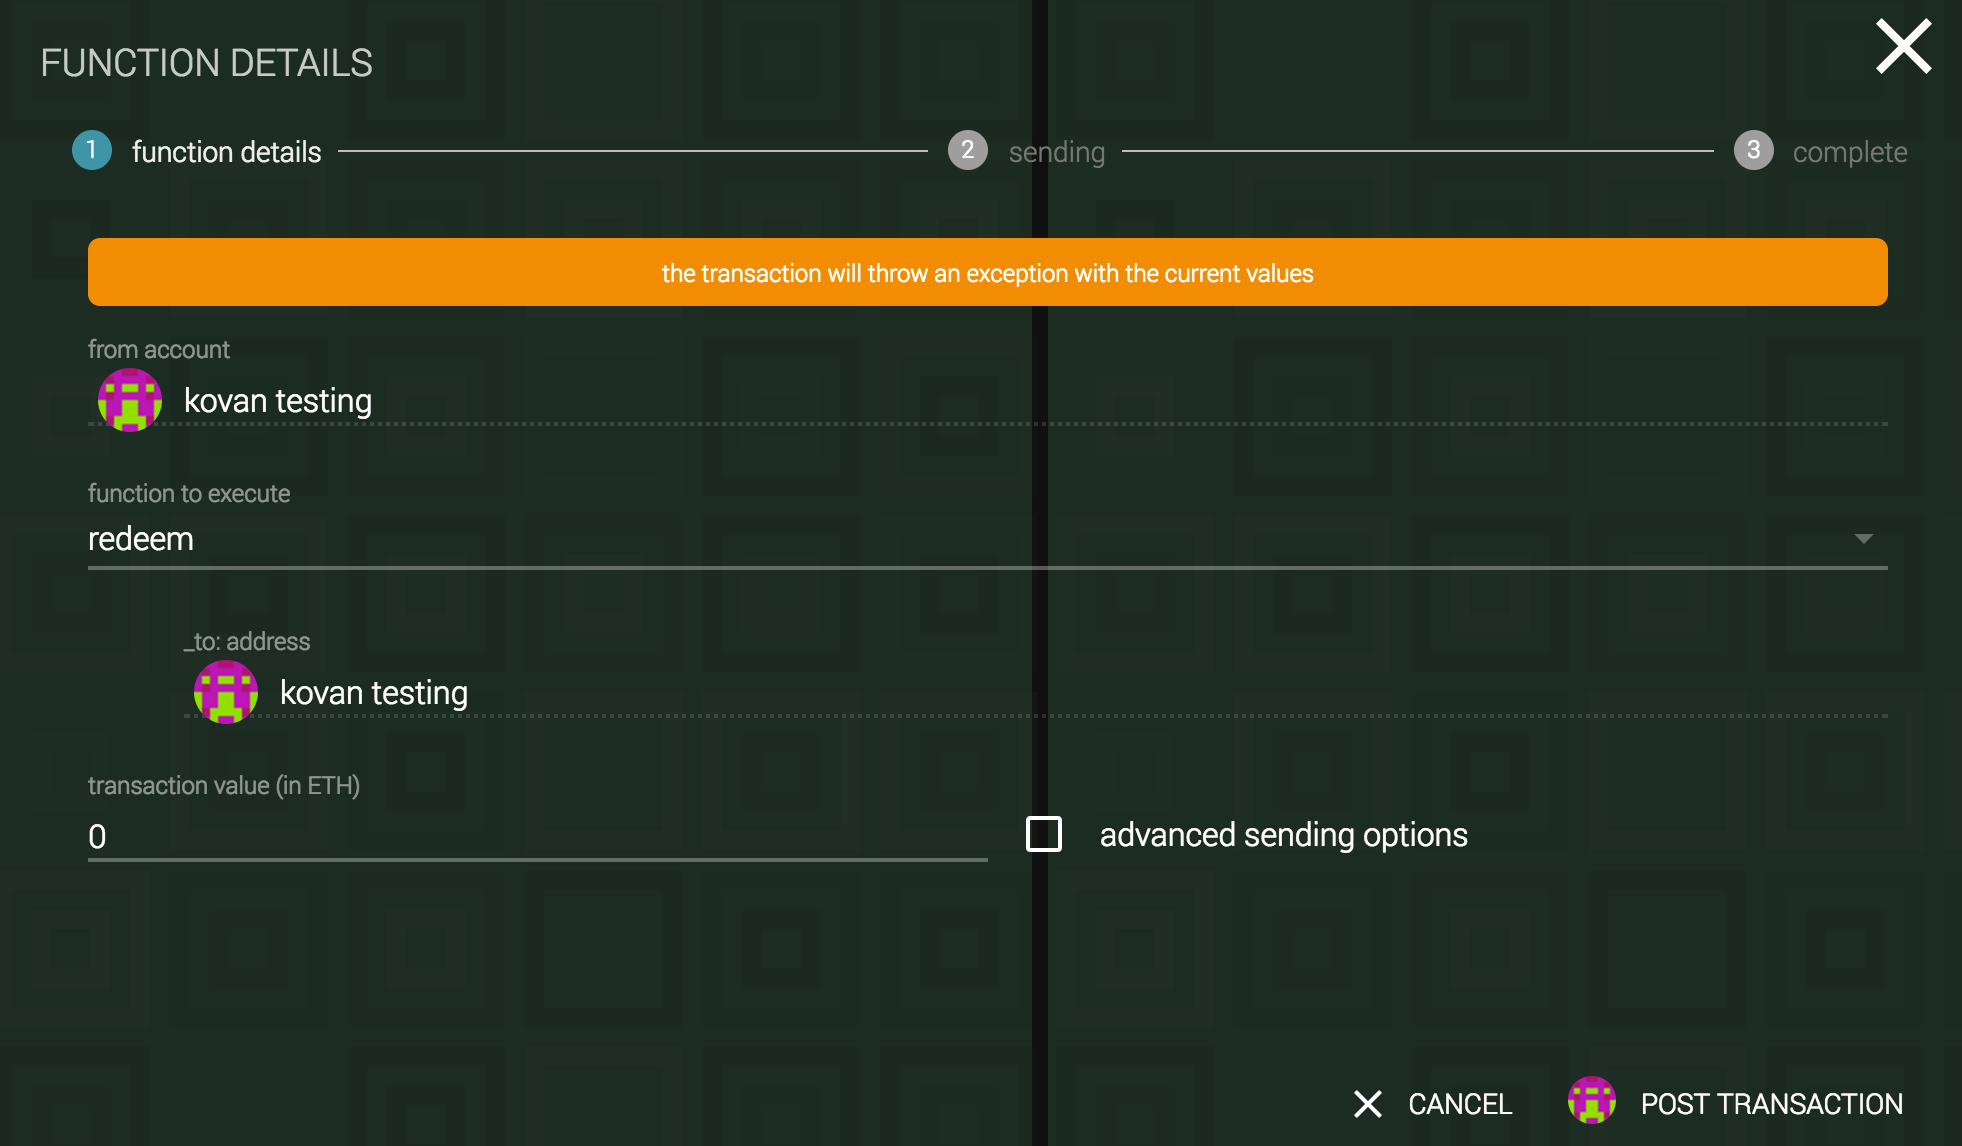 FUNCTION DETAILS
1 function details 2 sending 3 complete
the transaction will throw an exception with the current values
from account
kovan testing
function to execute
redeem
_to: address
kovan testing
transaction value (in ETH)
0
advanced sending options
CANCEL POST TRANSACTION